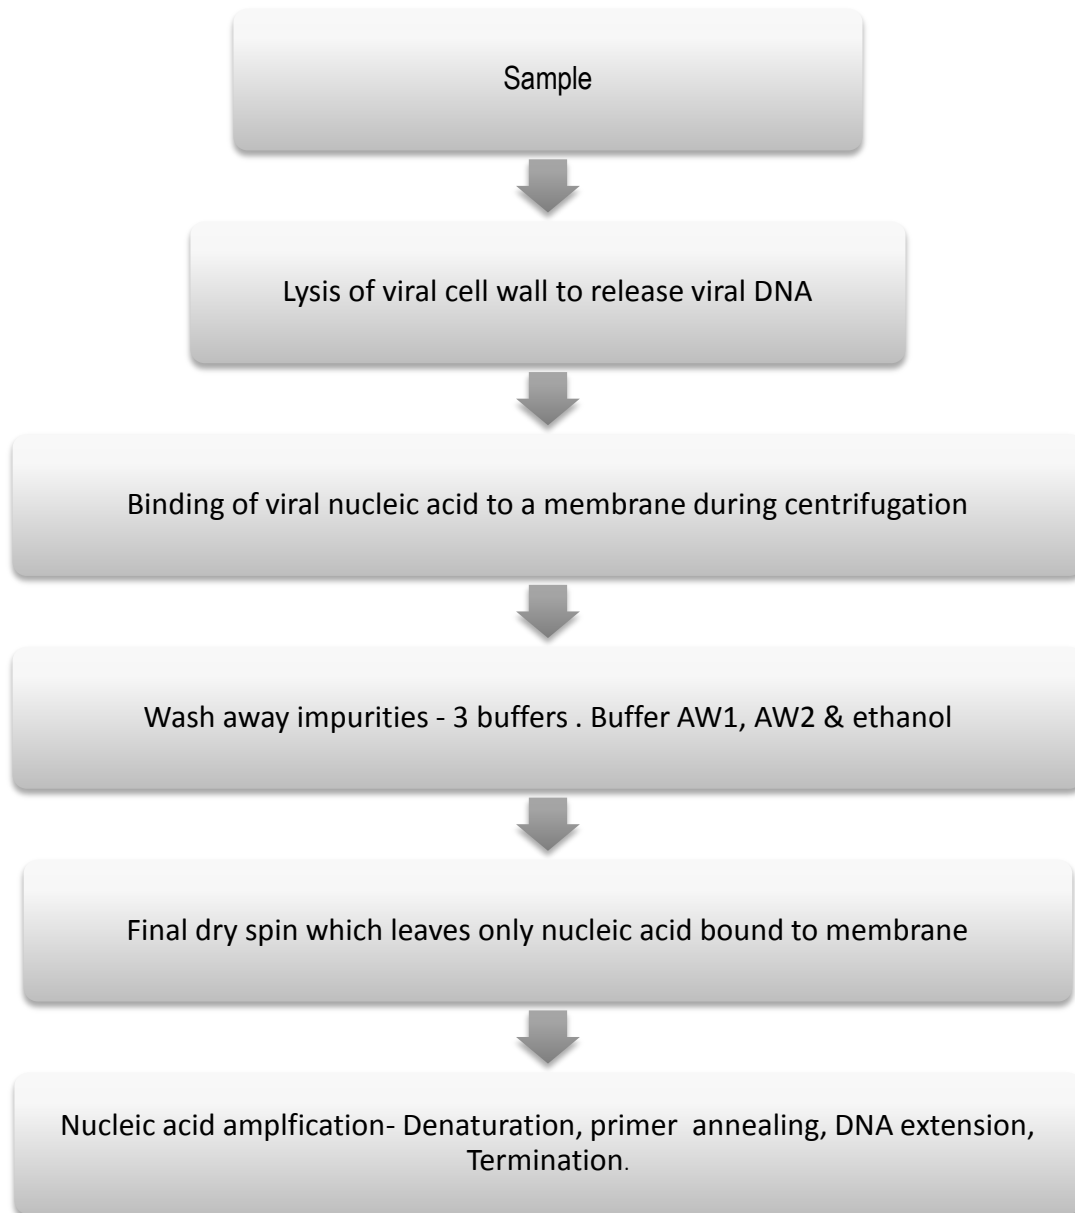 Sample
Lysis of viral cell wall to release viral DNA
Binding of viral nucleic acid to a membrane during centrifugation
Wash away impurities - 3 buffers . Buffer AW1, AW2 & ethanol
Final dry spin which leaves only nucleic acid bound to membrane
Nucleic acid amplfication- Denaturation, primer  annealing, DNA extension,
Termination.